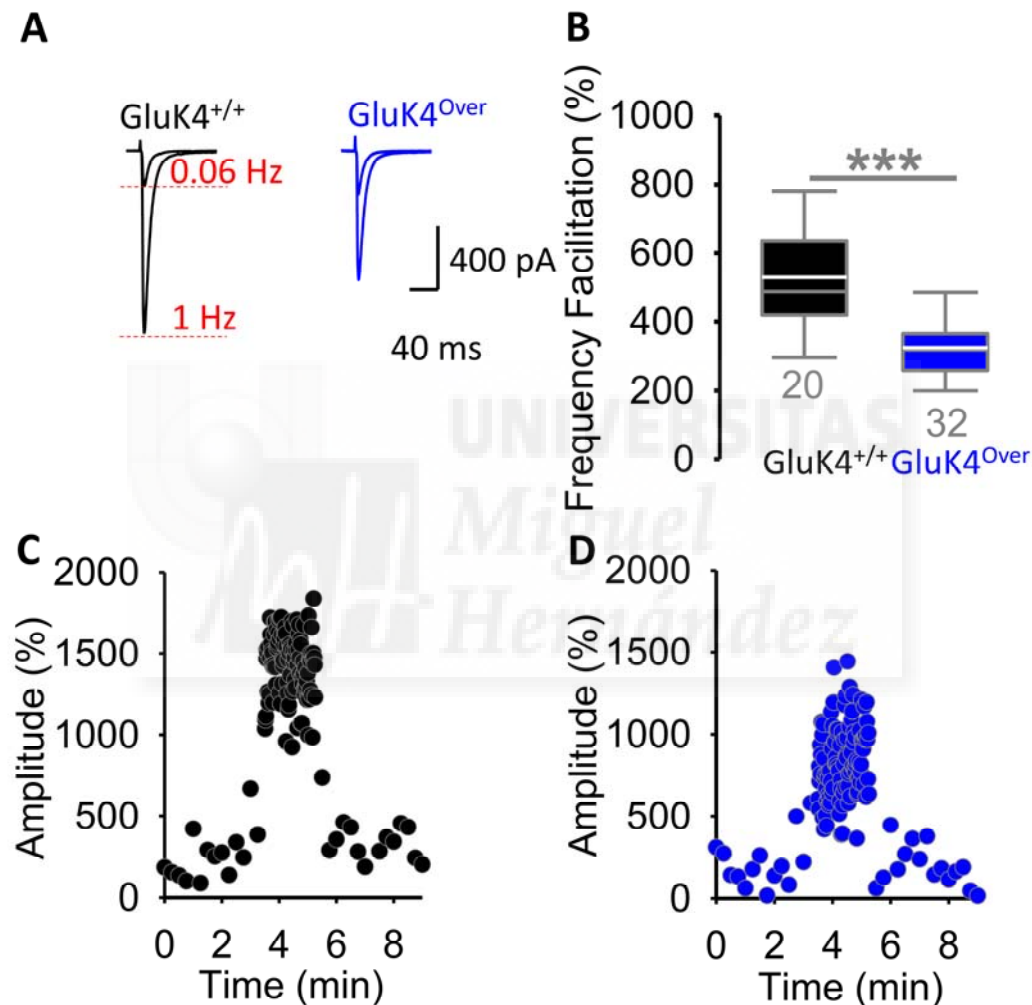 A
GluK4+/+
GluK4Over
0.06 Hz
1 Hz
400 pA
40 ms
B
Frequency Facilitation (%)
1000
800
600
400
200
0
***
20
32
GluK4+/+ GluK4Over
UNIVERSITAS
Miguel
Hernández
C
Amplitude (%)
2000
1500
1000
500
0
0 2 4 6 8
Time (min)
D
Amplitude (%)
2000
1500
1000
500
0
0 2 4 6 8
Time (min)